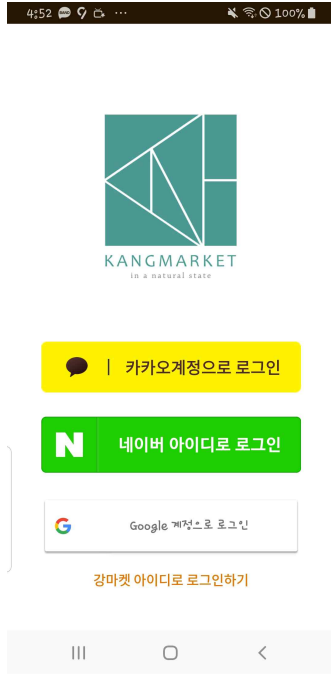 4:52 100%
KANGMARKET
in a natural state
카카오계정으로 로그인
네이버 아이디로 로그인
Google 계정으로 로그인
강마켓 아이디로 로그인하기